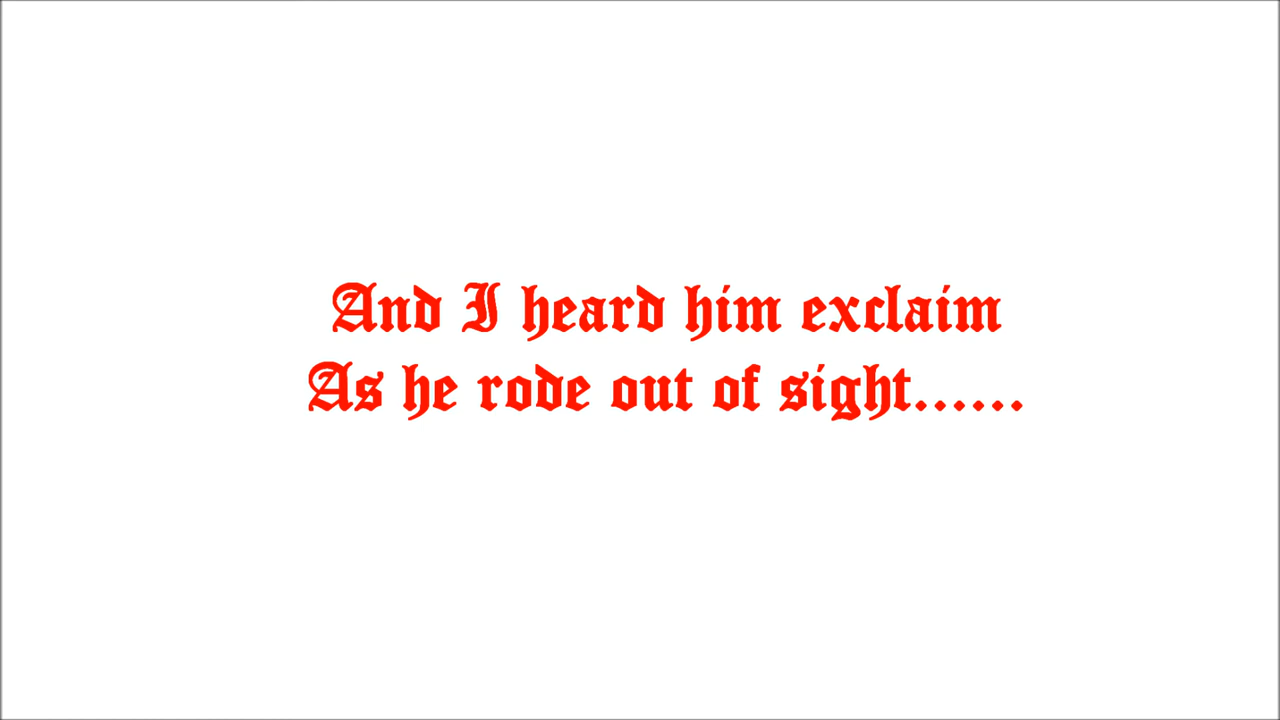 And I heard him exclaim
As he rode out of sight......